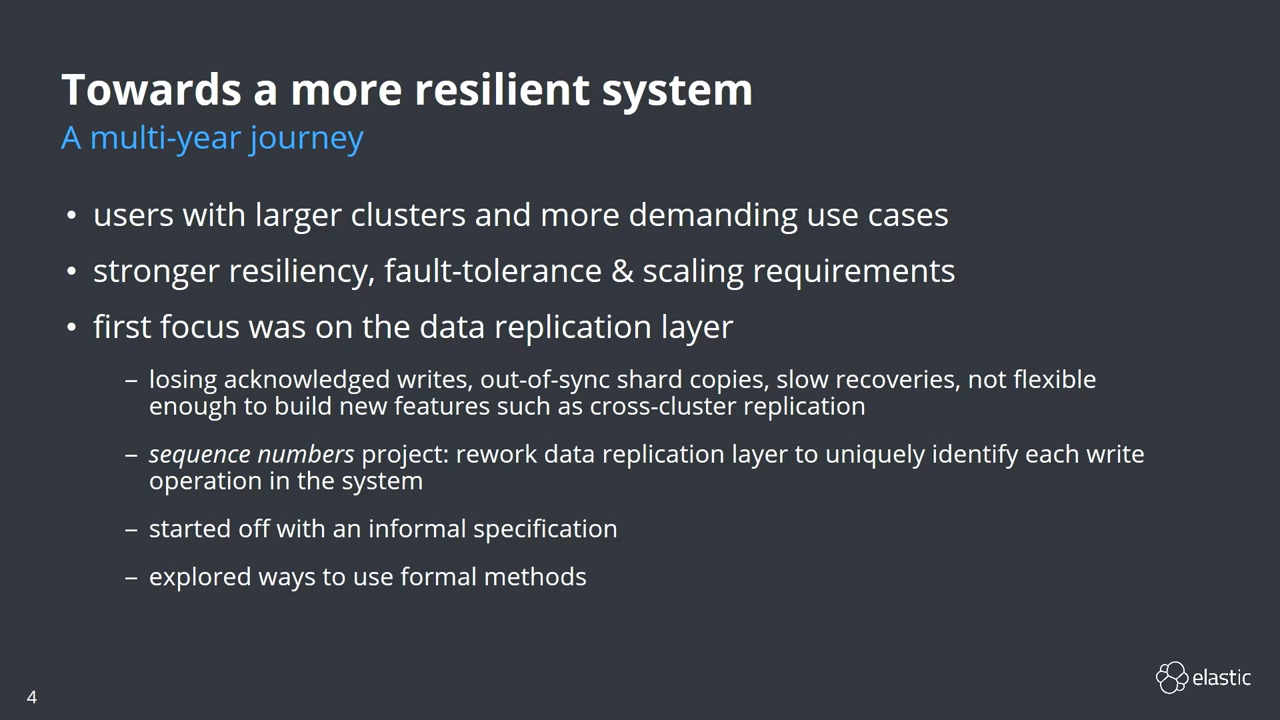 Towards a more resilient system
A multi-year journey
• users with larger clusters and more demanding use cases
• stronger resiliency, fault-tolerance & scaling requirements
• first focus was on the data replication layer
– losing acknowledged writes, out-of-sync shard copies, slow recoveries, not flexible
enough to build new features such as cross-cluster replication
– sequence numbers project: rework data replication layer to uniquely identify each write
operation in the system
– started off with an informal specification
– explored ways to use formal methods
elastic
4